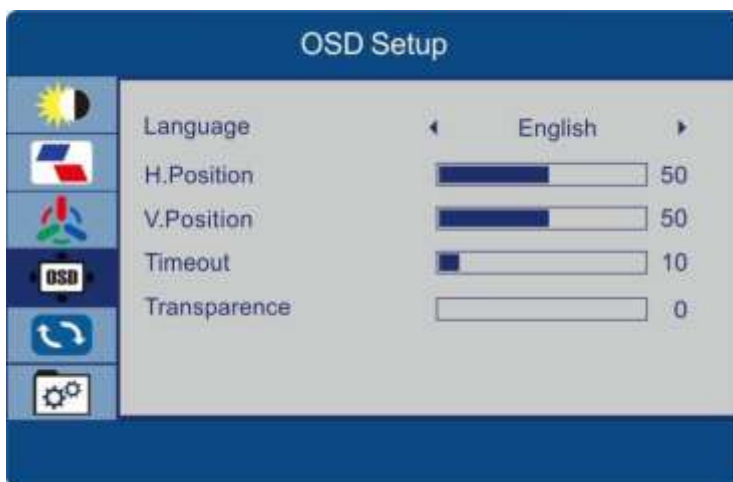 OSD Setup
Language English
H.Position 50
V.Position 50
OSD
Timeout 10
Transparence 0